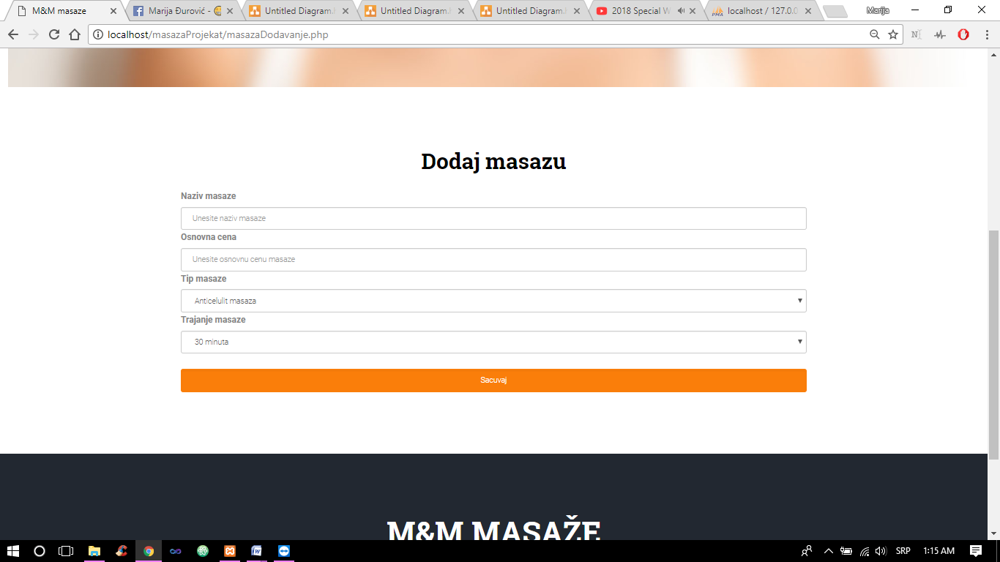 M&M masaze
Marija Đurović -
Untitled Diagram.
Untitled Diagram.
Untitled Diagram.
2018 Special W
localhost / 127.0.0
Marija
localhost/masazaProjekat/masazaDodavanje.php
Dodaj masazu
Naziv masaze
Unesite naziv masaze
Osnovna cena
Unesite osnovnu cenu masaze
Tip masaze
Anticelulit masaza
Trajanje masaze
30 minuta
Sacuvaj
M&M MASAŽE
SRP
1:15 AM